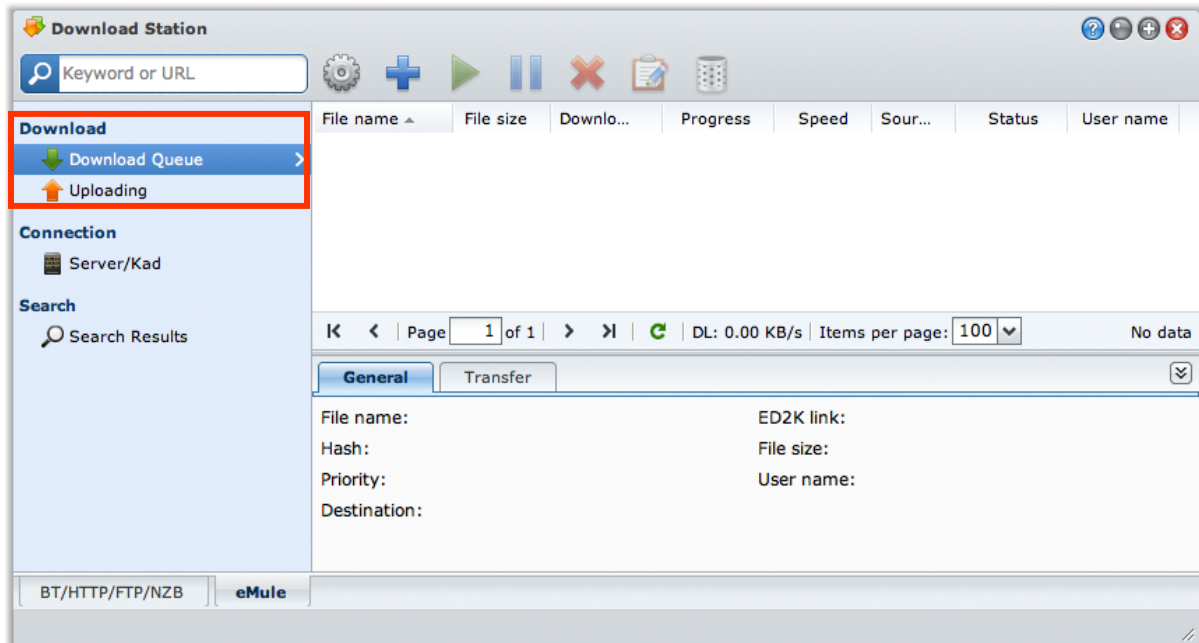 Download Station
Keyword or URL
Download
Download Queue
Uploading
Connection
Server/Kad
Search
Search Results
File name File size Downlo... Progress Speed Sour... Status User name
Page 1 of 1 DL: 0.00 KB/s Items per page: 100 No data
General Transfer
File name: ED2K link:
Hash: File size:
Priority: User name:
Destination:
BT/HTTP/FTP/NZB eMule